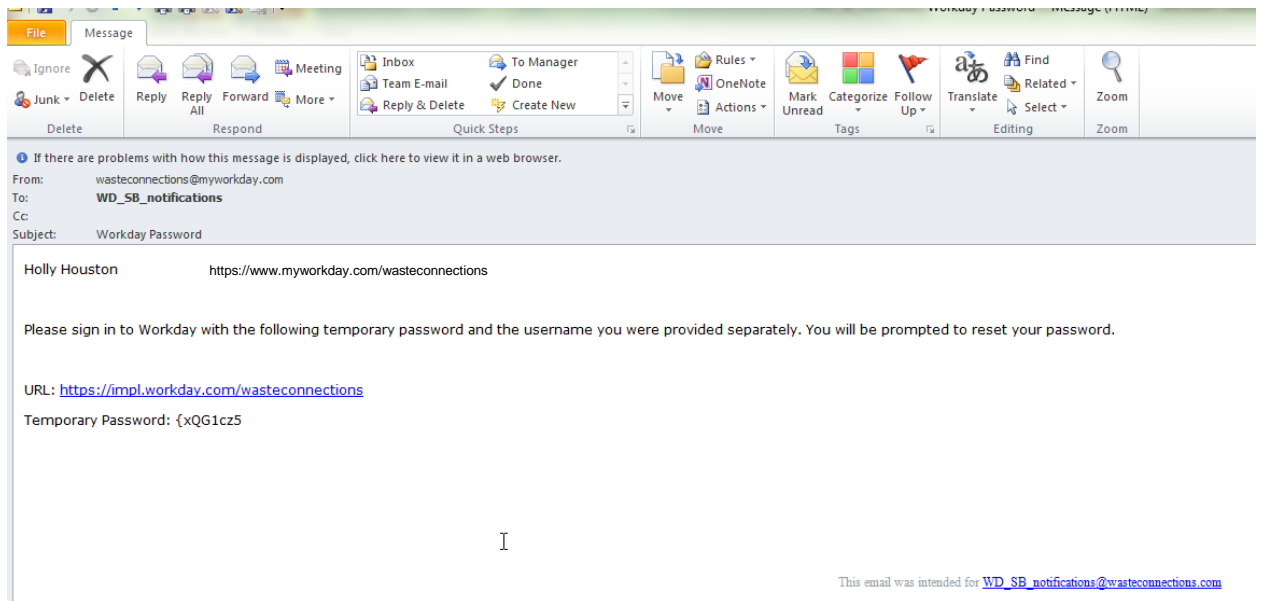 Workday Password - Message (HTML)
File Message
Ignore
Junk
Delete
Reply
Reply All
Forward
Meeting
More
Inbox
Team E-mail
Reply & Delete
To Manager
Done
Create New
Move
Rules
OneNote
Actions
Mark Unread
Categorize
Follow Up
Translate
Find
Related
Select
Zoom
Delete Respond Quick Steps Move Tags Editing Zoom
If there are problems with how this message is displayed, click here to view it in a web browser.
From: wasteconnections@myworkday.com
To: WD_SB_notifications
Cc:
Subject: Workday Password
Holly Houston https://www.myworkday.com/wasteconnections
Please sign in to Workday with the following temporary password and the username you were provided separately. You will be prompted to reset your password.
URL: https://impl.workday.com/wasteconnections
Temporary Password: {xQG1cz5
This email was intended for WD_SB_notifications@wasteconnections.com